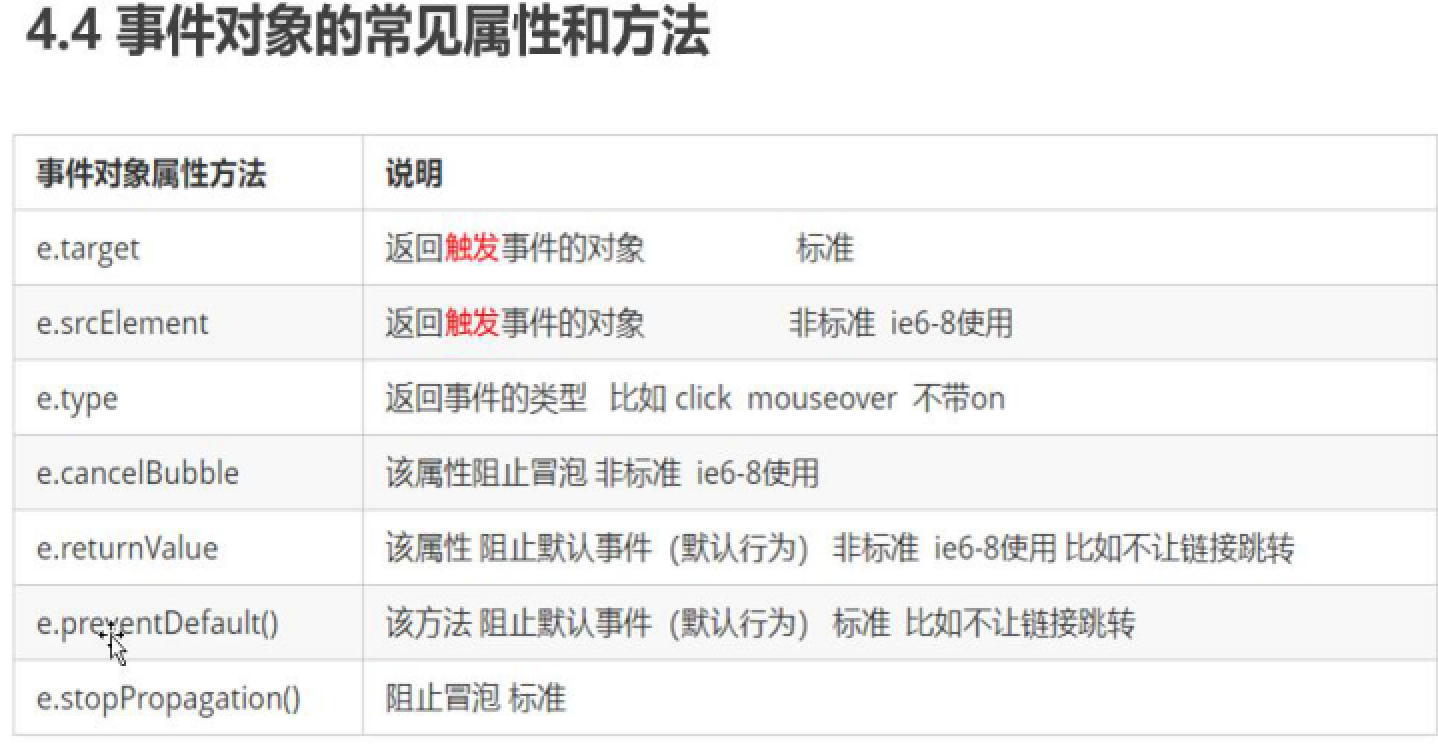 4.4 事件对象的常见属性和方法
事件对象属性方法 说明
e.target 返回触发事件的对象 标准
e.srcElement 返回触发事件的对象 非标准 ie6-8使用
e.type 返回事件的类型 比如 click mouseover 不带on
e.cancelBubble 该属性阻止冒泡 非标准 ie6-8使用
e.returnValue 该属性 阻止默认事件（默认行为） 非标准 ie6-8使用 比如不让链接跳转
e.preventDefault() 该方法 阻止默认事件（默认行为） 标准 比如不让链接跳转
e.stopPropagation() 阻止冒泡 标准